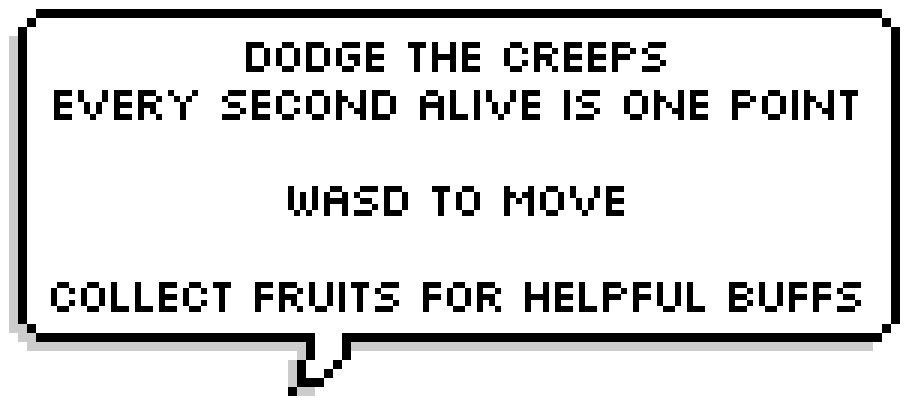 DODGE THE CREEPS
EVERY SECOND ALIVE IS ONE POINT
WASD TO MOVE
COLLECT FRUITS FOR HELPFUL BUFFS